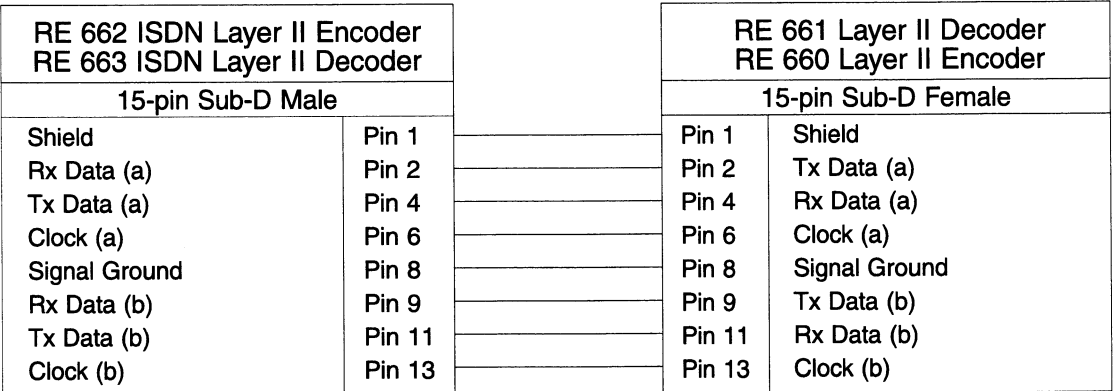 RE 662 ISDN Layer II Encoder
RE 663 ISDN Layer II Decoder
15-pin Sub-D Male
Shield Pin 1
Rx Data (a) Pin 2
Tx Data (a) Pin 4
Clock (a) Pin 6
Signal Ground Pin 8
Rx Data (b) Pin 9
Tx Data (b) Pin 11
Clock (b) Pin 13
RE 661 Layer II Decoder
RE 660 Layer II Encoder
15-pin Sub-D Female
Pin 1 Shield
Pin 2 Tx Data (a)
Pin 4 Rx Data (a)
Pin 6 Clock (a)
Pin 8 Signal Ground
Pin 9 Tx Data (b)
Pin 11 Rx Data (b)
Pin 13 Clock (b)